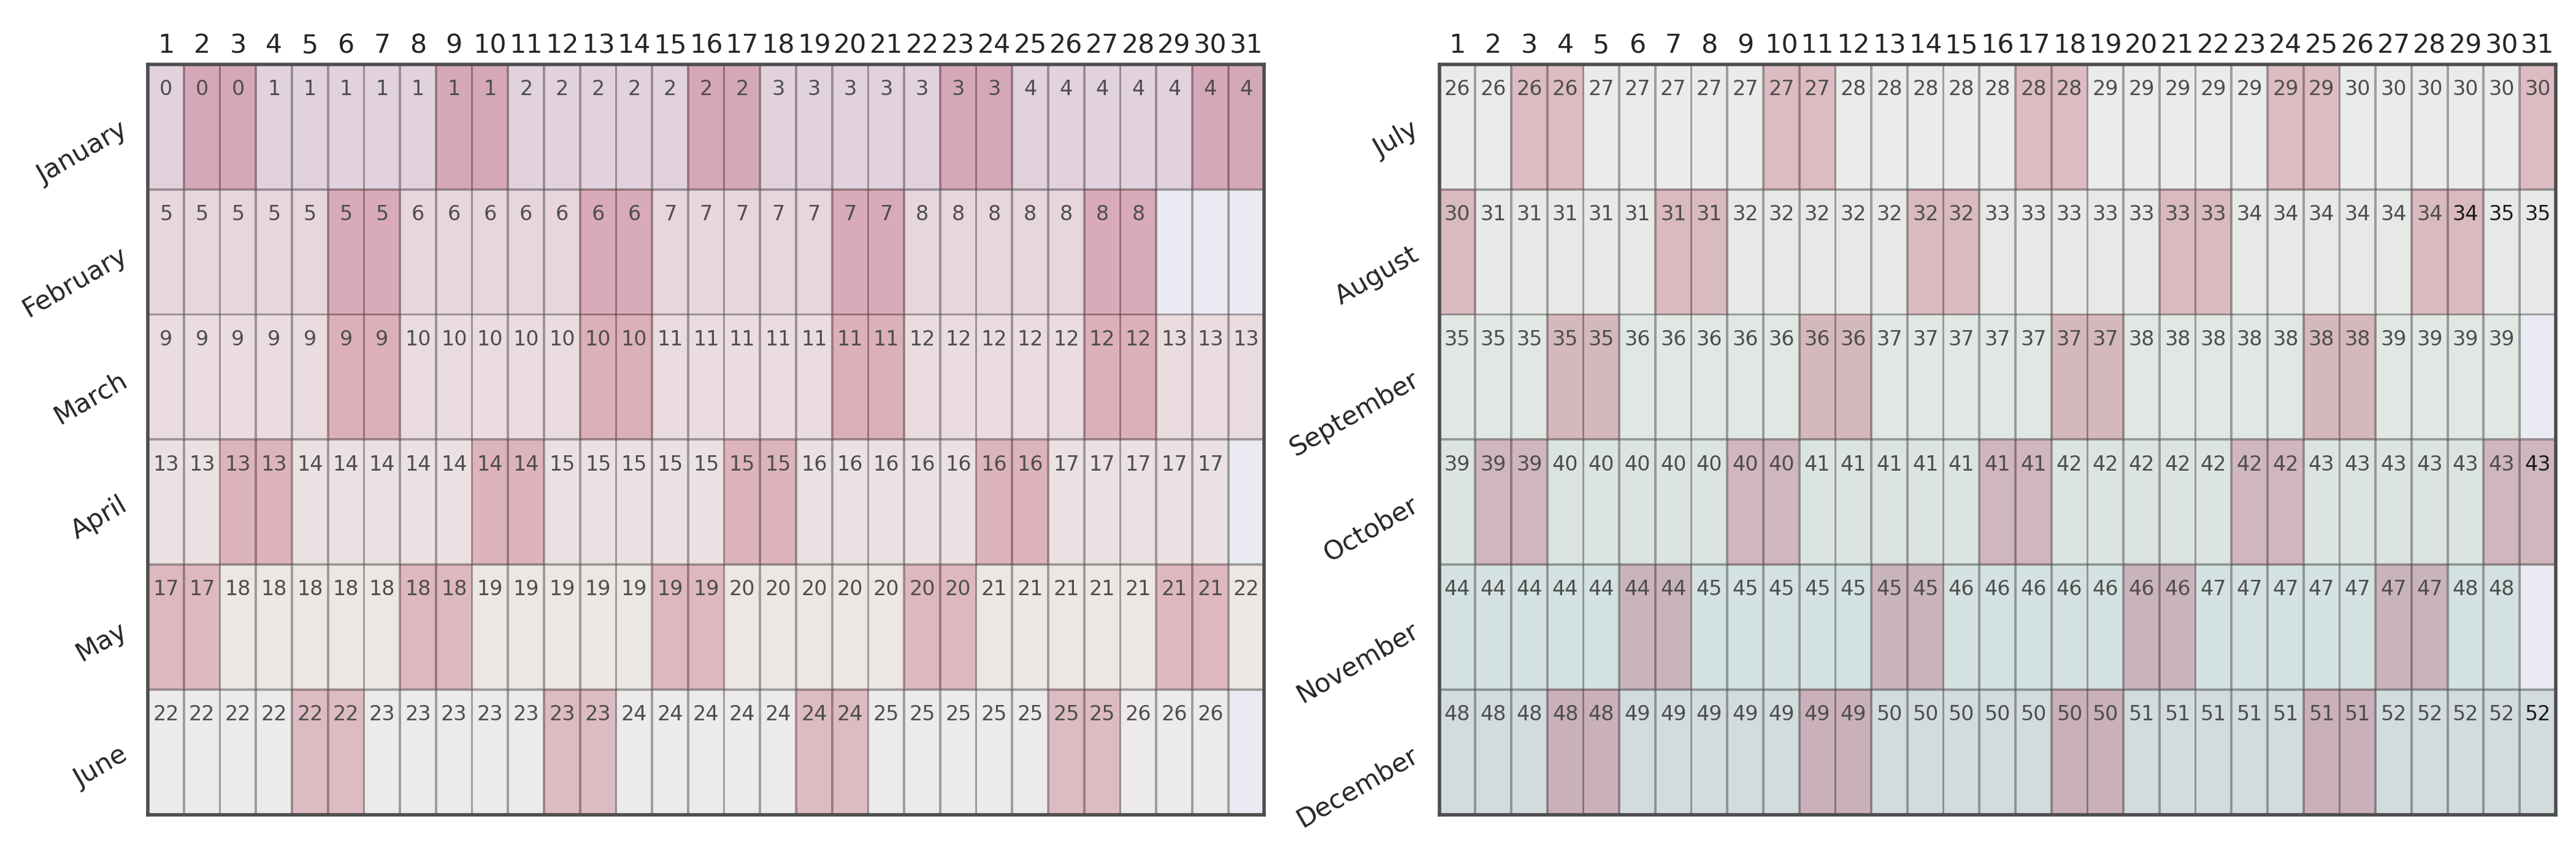 1 2 3 4 5 6 7 8 9 10 11 12 13 14 15 16 17 18 19 20 21 22 23 24 25 26 27 28 29 30 31
January 0 0 0 1 1 1 1 1 1 1 2 2 2 2 2 2 2 3 3 3 3 3 3 3 4 4 4 4 4 4 4
February 5 5 5 5 5 5 5 6 6 6 6 6 6 6 7 7 7 7 7 7 7 8 8 8 8 8 8 8
March 9 9 9 9 9 9 9 10 10 10 10 10 10 10 11 11 11 11 11 11 11 12 12 12 12 12 12 12 13 13 13
April 13 13 13 13 14 14 14 14 14 14 14 15 15 15 15 15 15 15 16 16 16 16 16 16 16 17 17 17 17 17
May 17 17 18 18 18 18 18 18 18 19 19 19 19 19 19 19 20 20 20 20 20 20 20 21 21 21 21 21 21 21 22
June 22 22 22 22 22 22 23 23 23 23 23 23 23 24 24 24 24 24 24 24 25 25 25 25 25 25 25 26 26 26
1 2 3 4 5 6 7 8 9 10 11 12 13 14 15 16 17 18 19 20 21 22 23 24 25 26 27 28 29 30 31
July 26 26 26 26 27 27 27 27 27 27 27 28 28 28 28 28 28 28 29 29 29 29 29 29 29 30 30 30 30 30 30
August 30 31 31 31 31 31 31 31 32 32 32 32 32 32 32 33 33 33 33 33 33 33 34 34 34 34 34 34 34 35 35
September 35 35 35 35 35 36 36 36 36 36 36 36 37 37 37 37 37 37 37 38 38 38 38 38 38 38 39 39 39 39
October 39 39 39 40 40 40 40 40 40 40 41 41 41 41 41 41 41 42 42 42 42 42 42 42 43 43 43 43 43 43 43
November 44 44 44 44 44 44 44 45 45 45 45 45 45 45 46 46 46 46 46 46 46 47 47 47 47 47 47 47 48 48
December 48 48 48 48 48 49 49 49 49 49 49 49 50 50 50 50 50 50 50 51 51 51 51 51 51 51 52 52 52 52 52